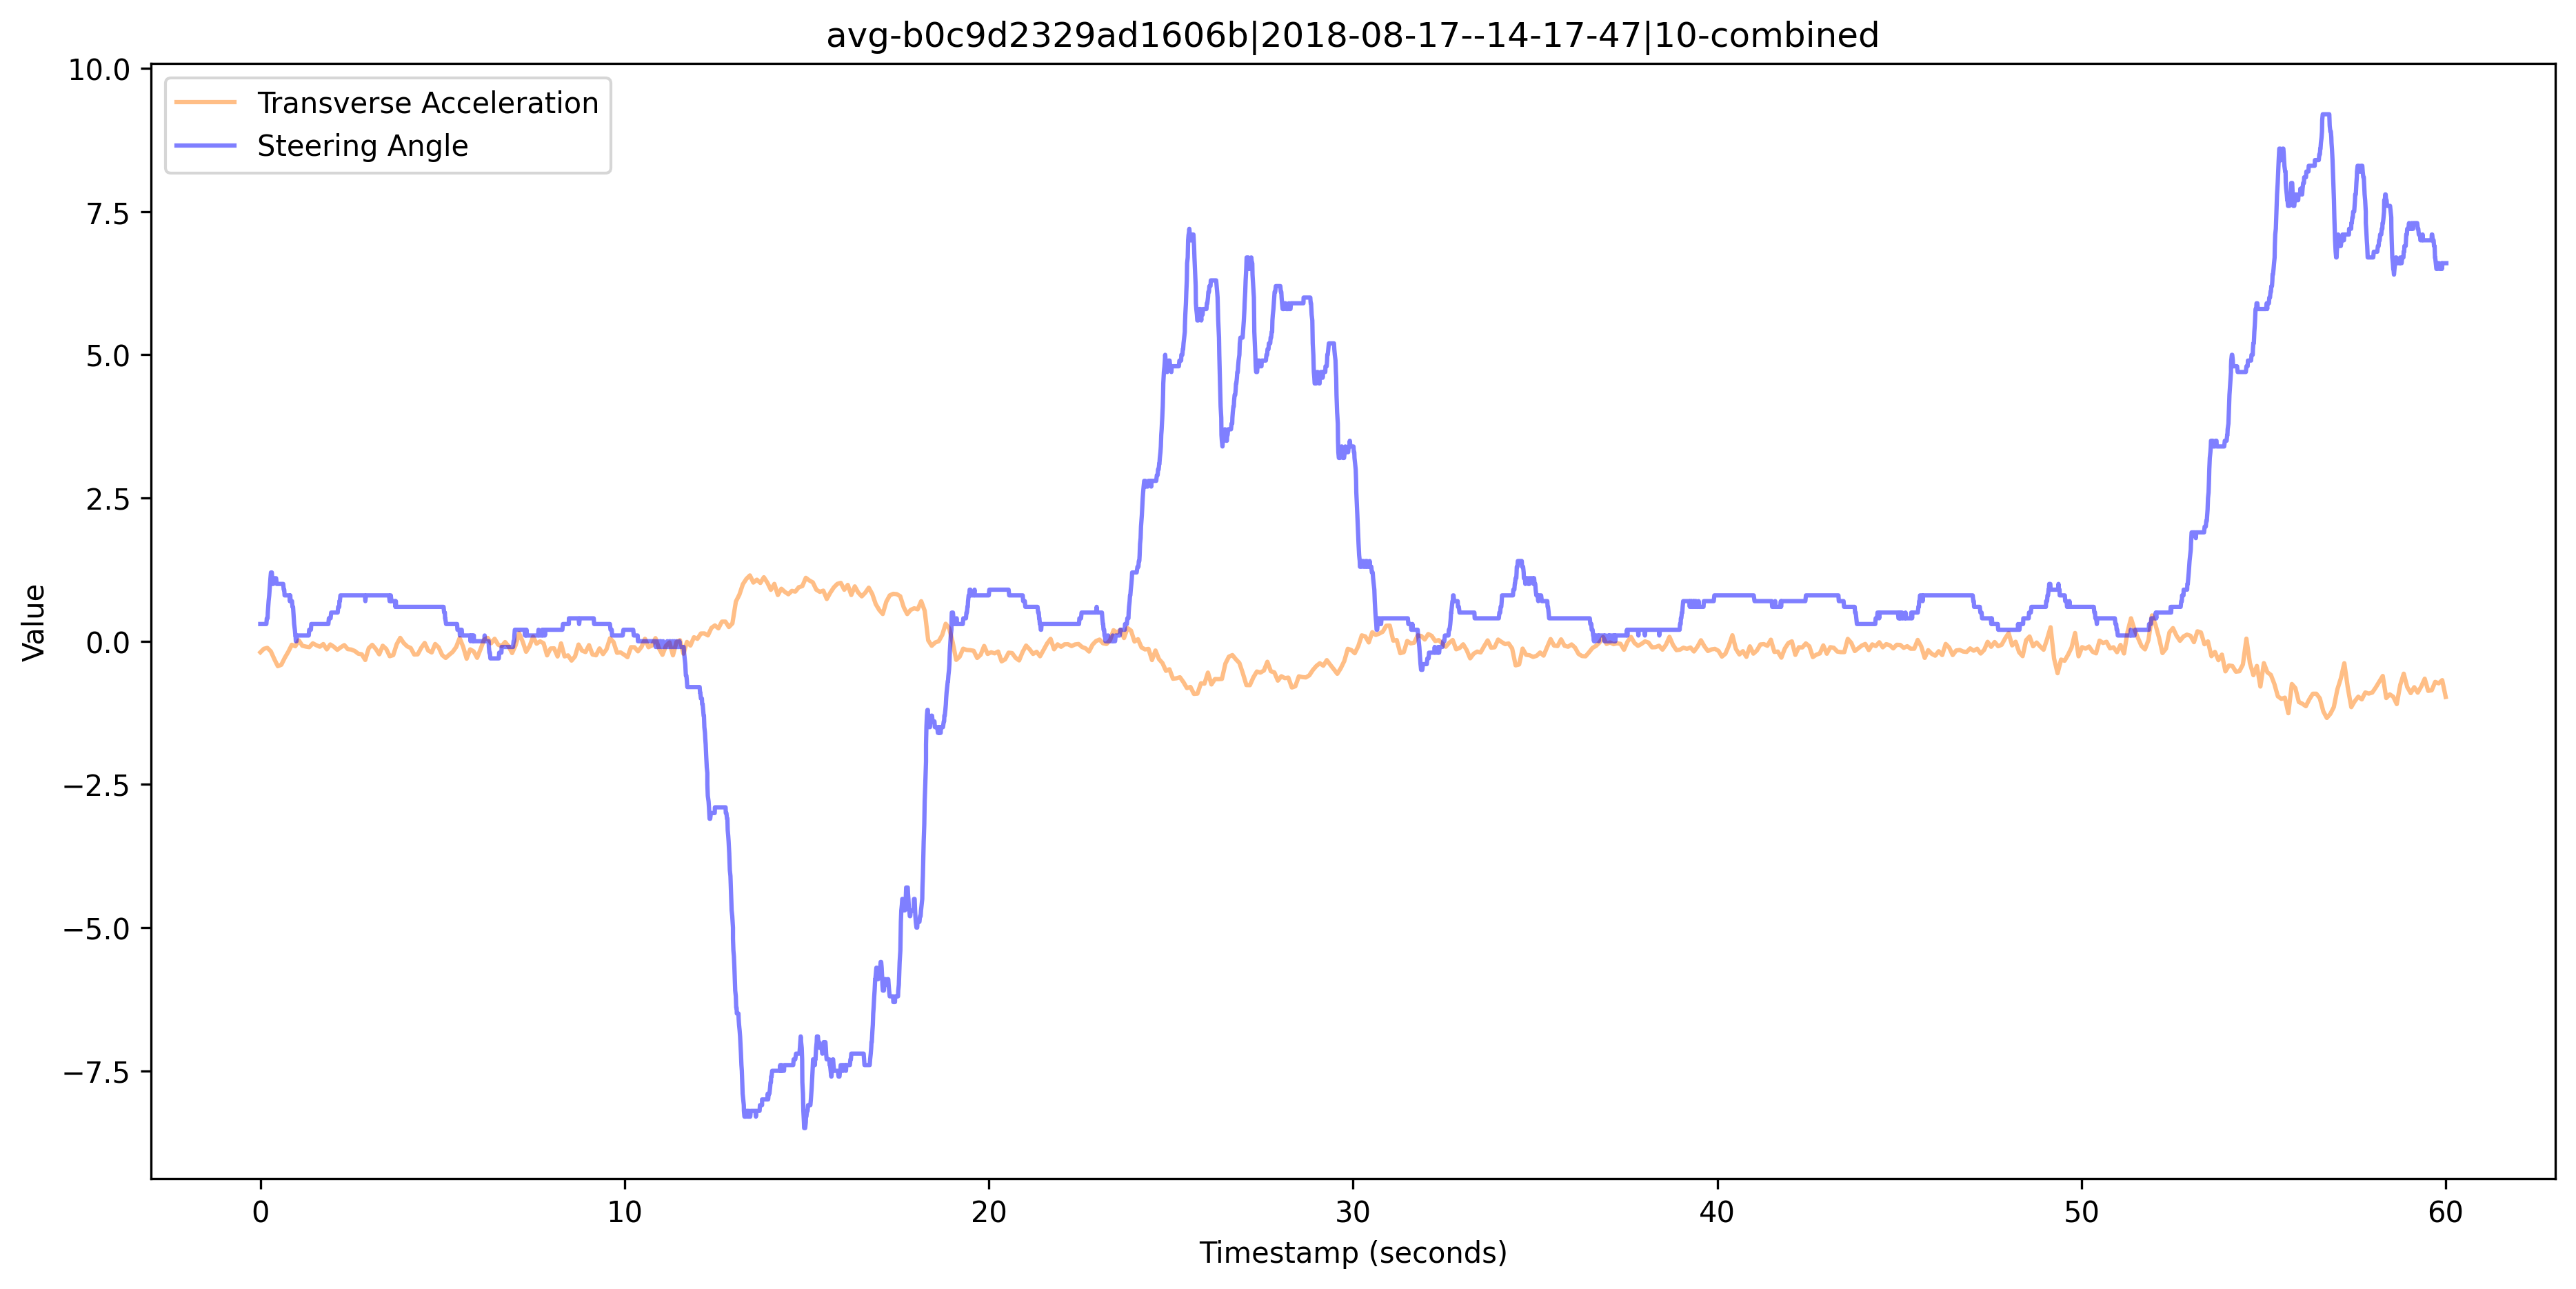 avg-b0c9d2329ad1606b|2018-08-17--14-17-47|10-combined
Transverse Acceleration
Steering Angle
Value
10.0
7.5
5.0
2.5
0.0
−2.5
−5.0
−7.5
0 10 20 30 40 50 60
Timestamp (seconds)